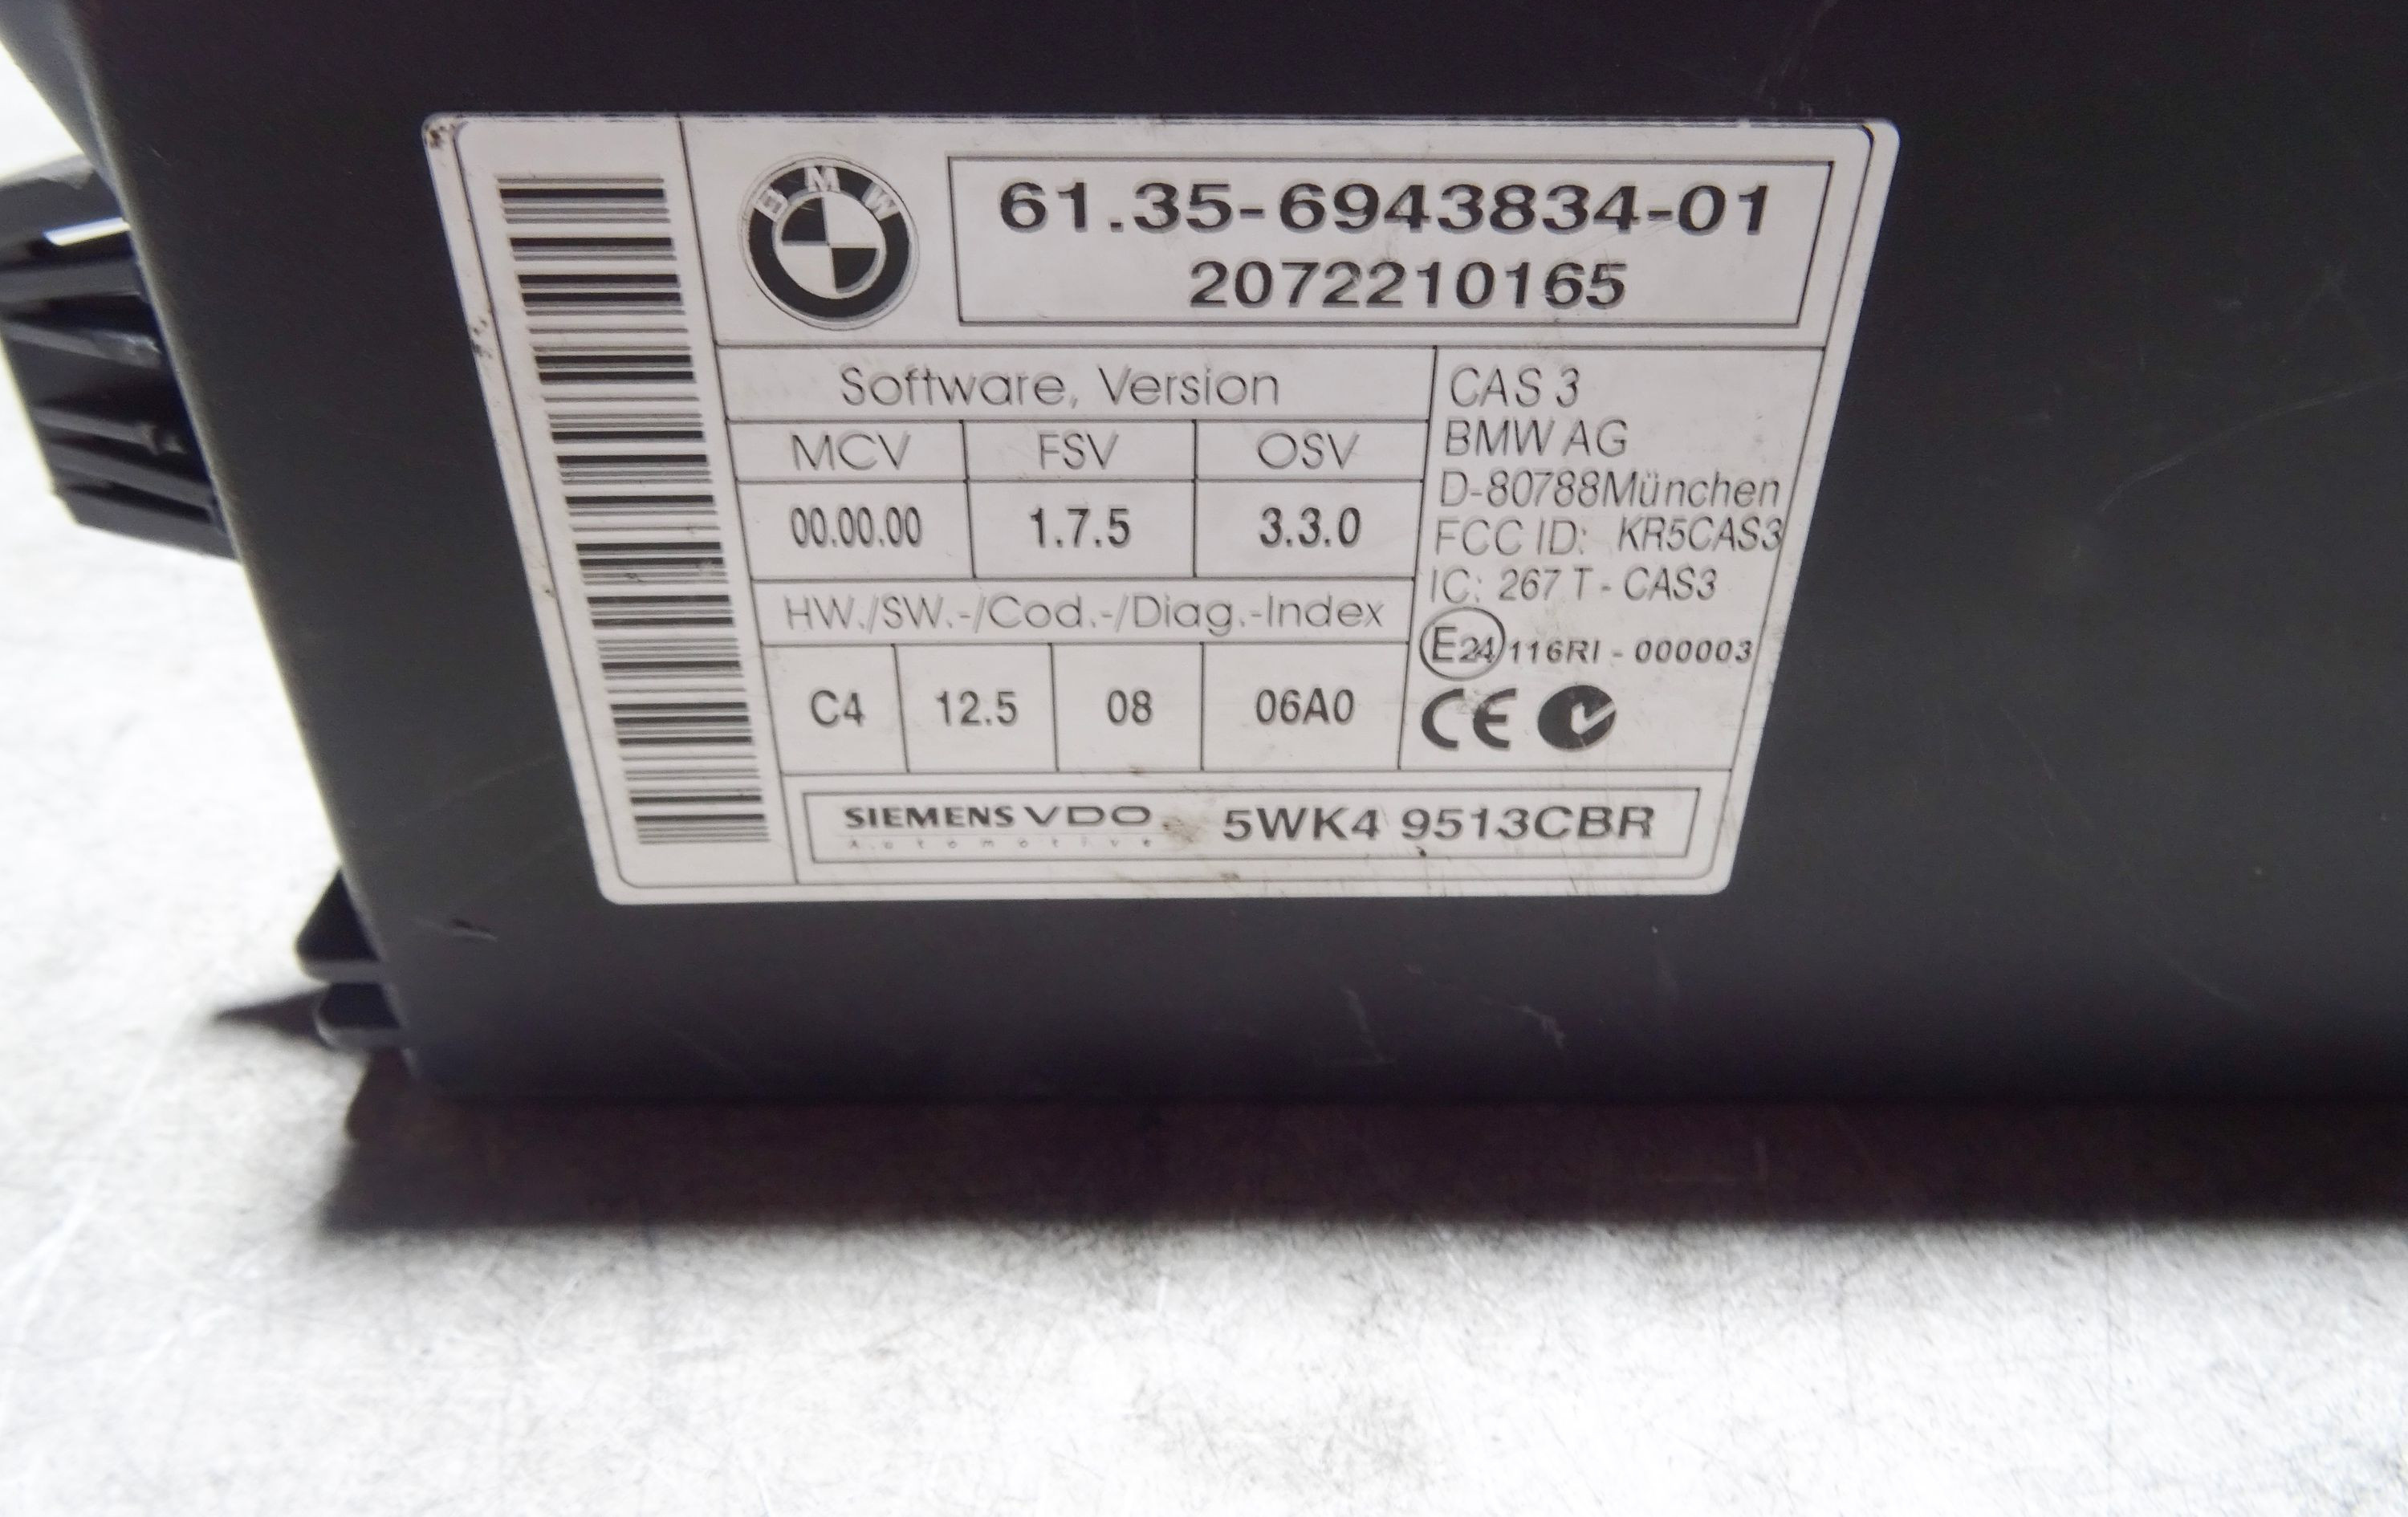 BMW
61.35-6943834-01
2072210165
Software, Version
MCV FSV OSV
00.00.00 1.7.5 3.3.0
HW./SW.-/Cod.-/Diag.-Index
C4 12.5 08 06A0
CAS 3
BMW AG
D-80788München
FCC ID: KR5CAS3
IC: 267 T - CAS3
E24 116RI - 000003
CE
SIEMENS VDO 5WK4 9513CBR
Automotive